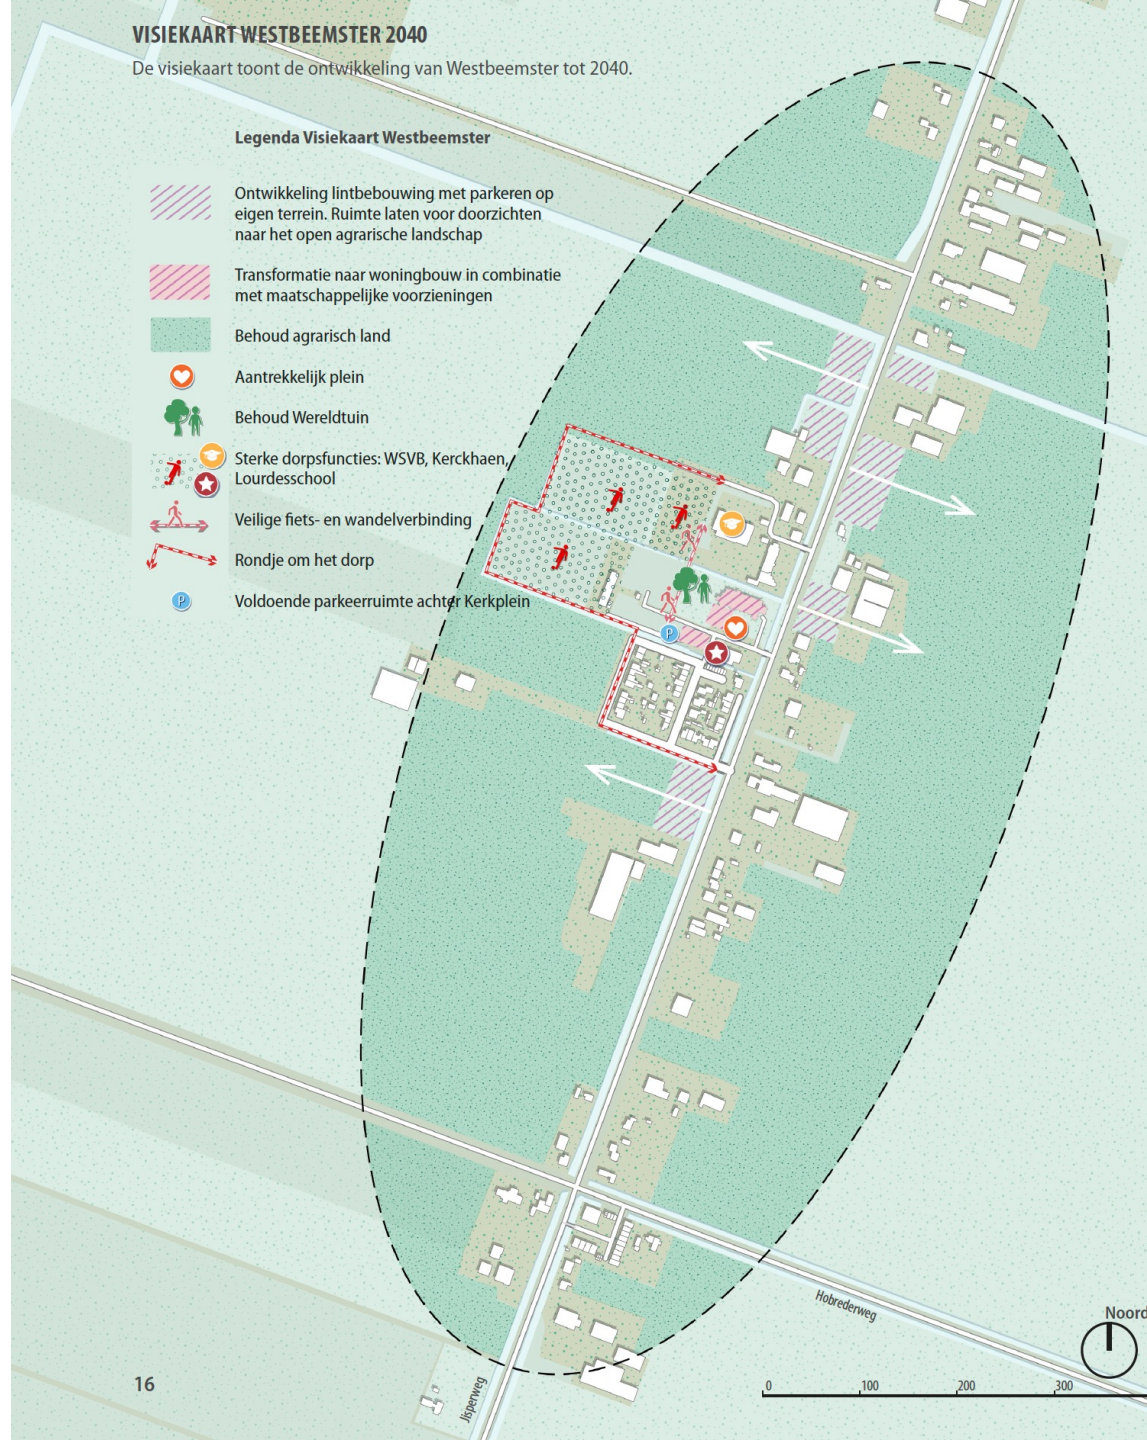 VISIEKAART WESTBEEMSTER 2040
De visiekaart toont de ontwikkeling van Westbeemster tot 2040.
Legenda Visiekaart Westbeemster
Ontwikkeling lintbebouwing met parkeren op
eigen terrein. Ruimte laten voor doorzichten
naar het open agrarische landschap
Transformatie naar woningbouw in combinatie
met maatschappelijke voorzieningen
Behoud agrarisch land
Aantrekkelijk plein
Behoud Wereldtuin
Sterke dorpsfuncties: WSVB, Kerckhaen,
Lourdesschool
Veilige fiets- en wandelverbinding
Rondje om het dorp
P
Voldoende parkeerruimte achter Kerkplein
P
Hobrederweg
Jisperweg
Noord
0 100 200 300
16